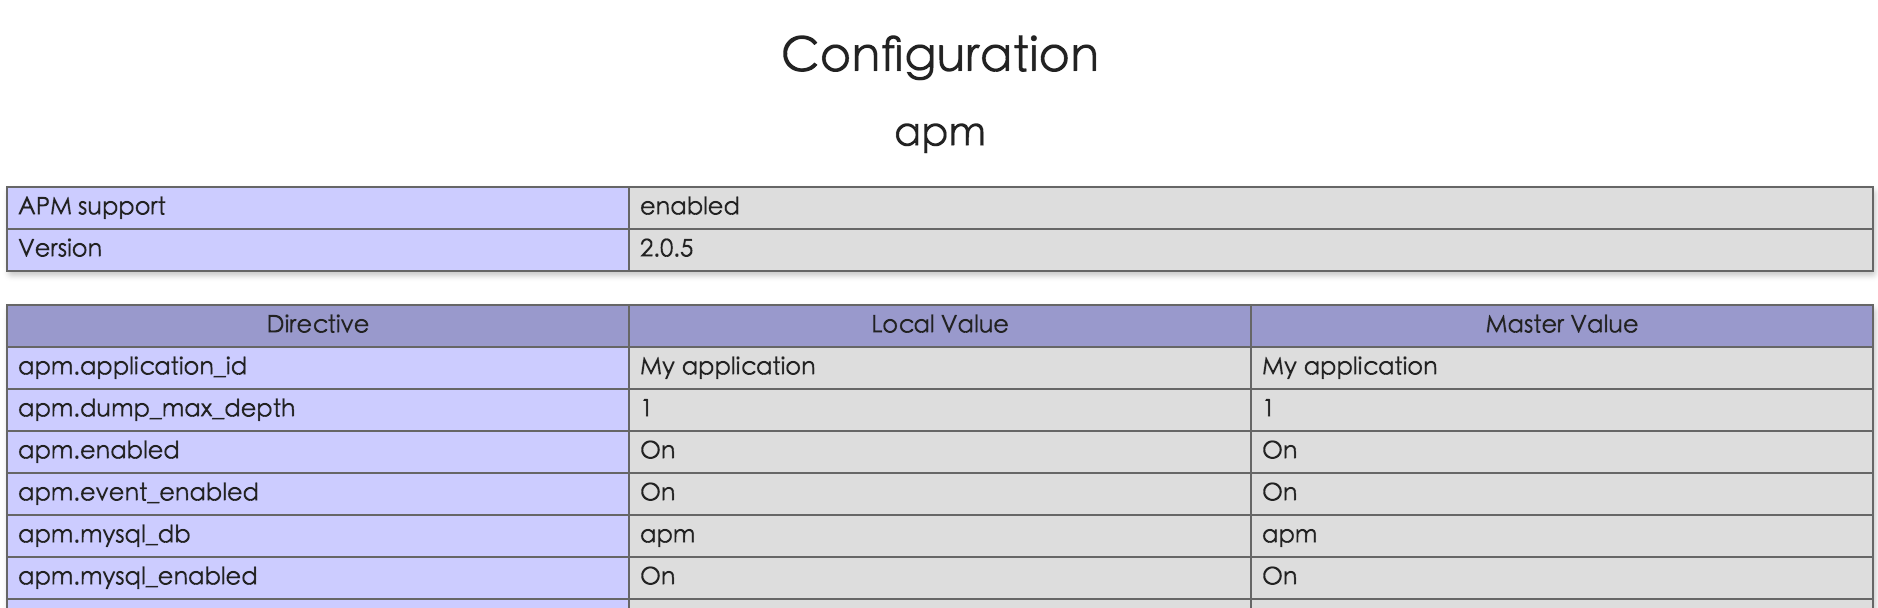 Configuration
apm
APM support enabled
Version 2.0.5
Directive Local Value Master Value
apm.application_id My application My application
apm.dump_max_depth 1 1
apm.enabled On On
apm.event_enabled On On
apm.mysql_db apm apm
apm.mysql_enabled On On